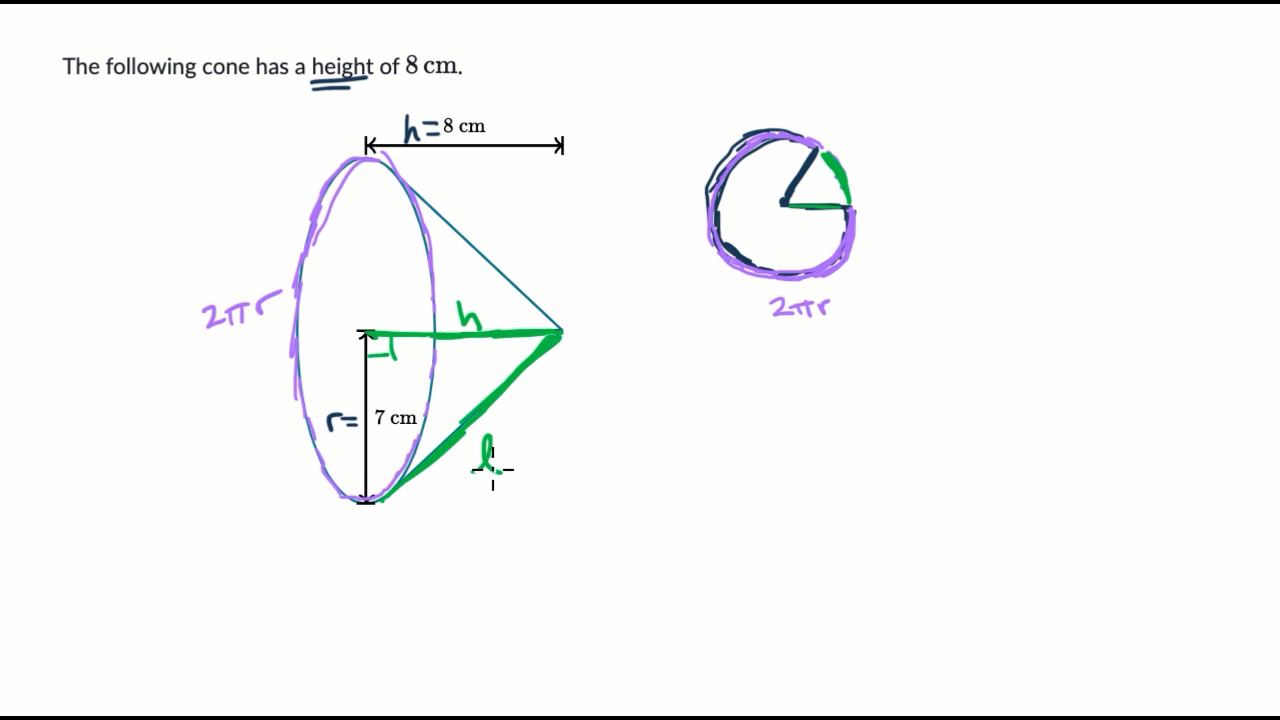 The following cone has a height of 8 cm.
h = 8 cm
h
2πr
2πr
r = 7 cm
l